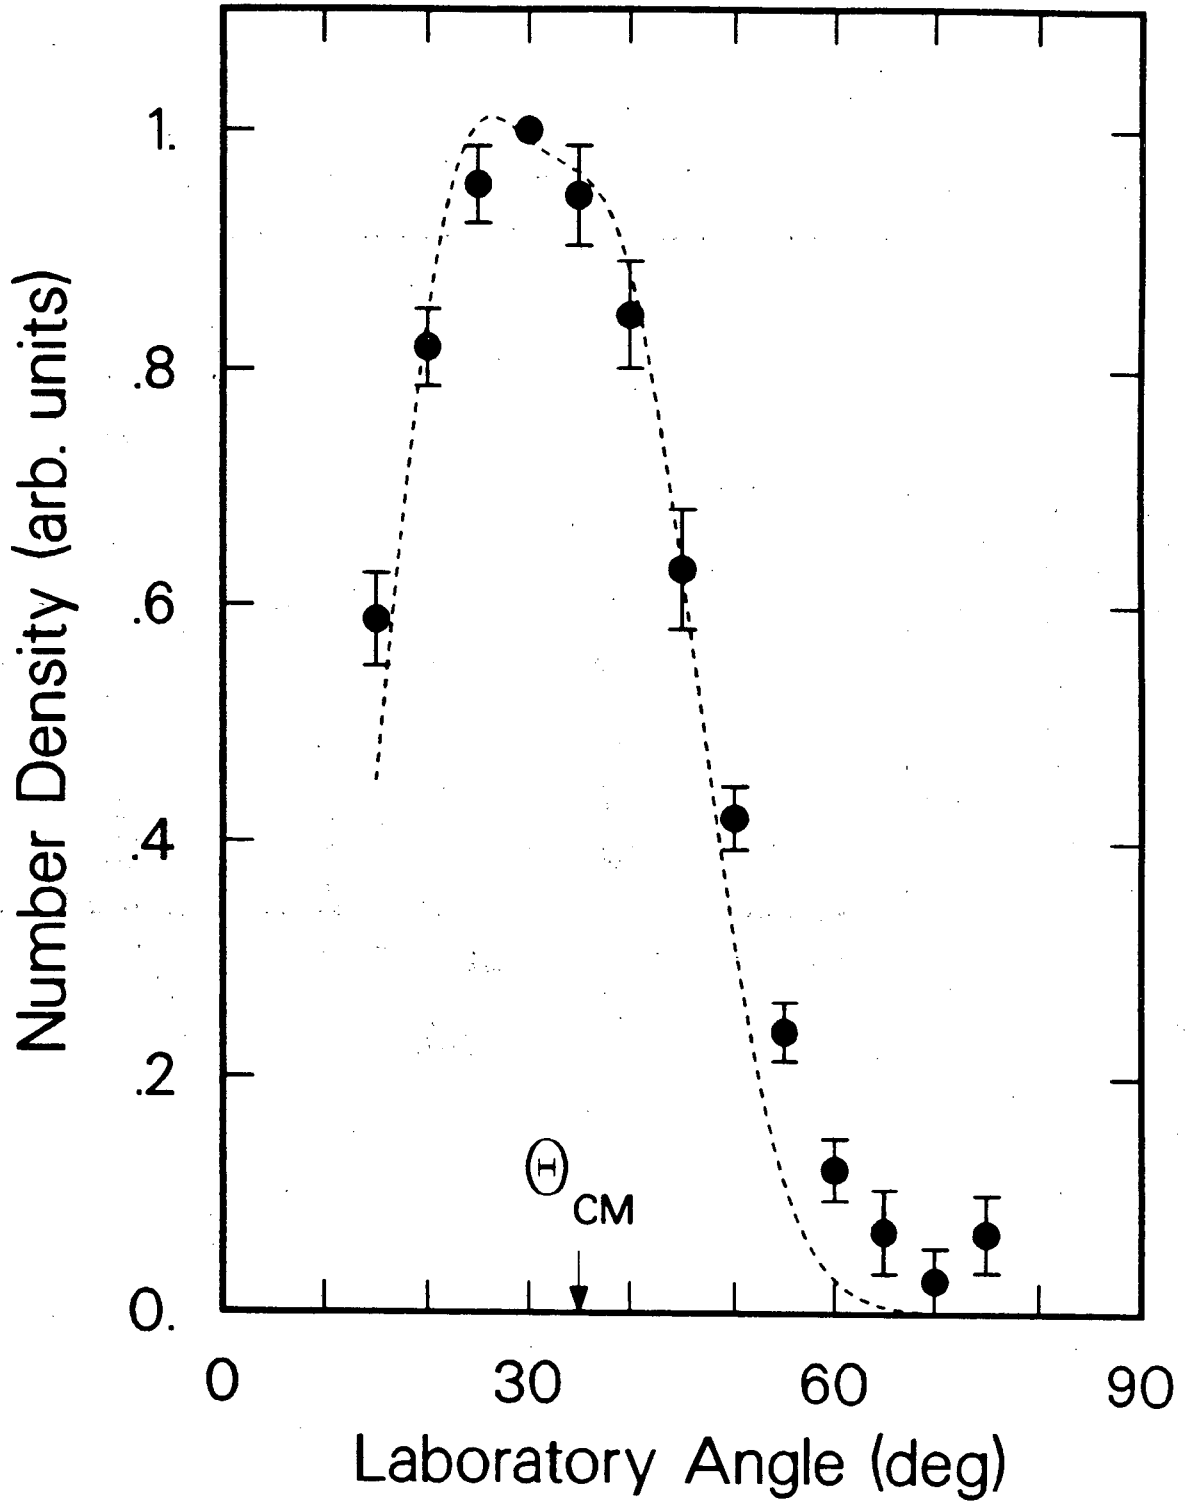 Number Density (arb. units)
1.
.8
.6
.4
.2
0.
Θ CM
0 30 60 90
Laboratory Angle (deg)